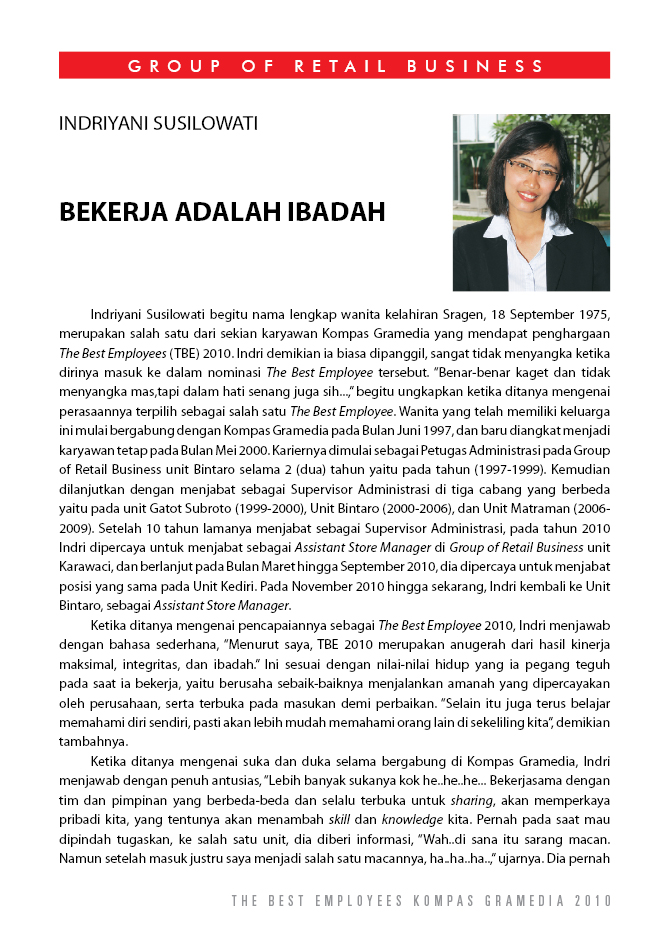 GROUP OF RETAIL BUSINESS
INDRIYANI SUSILOWATI
BEKERJA ADALAH IBADAH
Indriyani Susilowati begitu nama lengkap wanita kelahiran Sragen, 18 September 1975,
merupakan salah satu dari sekian karyawan Kompas Gramedia yang mendapat penghargaan
The Best Employees (TBE) 2010. Indri demikian ia biasa dipanggil, sangat tidak menyangka ketika
dirinya masuk ke dalam nominasi The Best Employee tersebut. “Benar-benar kaget dan tidak
menyangka mas,tapi dalam hati senang juga sih...,” begitu ungkapkan ketika ditanya mengenai
perasaannya terpilih sebagai salah satu The Best Employee. Wanita yang telah memiliki keluarga
ini mulai bergabung dengan Kompas Gramedia pada Bulan Juni 1997, dan baru diangkat menjadi
karyawan tetap pada Bulan Mei 2000. Kariernya dimulai sebagai Petugas Administrasi pada Group
of Retail Business unit Bintaro selama 2 (dua) tahun yaitu pada tahun (1997-1999). Kemudian
dilanjutkan dengan menjabat sebagai Supervisor Administrasi di tiga cabang yang berbeda
yaitu pada unit Gatot Subroto (1999-2000), Unit Bintaro (2000-2006), dan Unit Matraman (2006-
2009). Setelah 10 tahun lamanya menjabat sebagai Supervisor Administrasi, pada tahun 2010
Indri dipercaya untuk menjabat sebagai Assistant Store Manager di Group of Retail Business unit
Karawaci, dan berlanjut pada Bulan Maret hingga September 2010, dia dipercaya untuk menjabat
posisi yang sama pada Unit Kediri. Pada November 2010 hingga sekarang, Indri kembali ke Unit
Bintaro, sebagai Assistant Store Manager.
Ketika ditanya mengenai pencapaiannya sebagai The Best Employee 2010, Indri menjawab
dengan bahasa sederhana, “Menurut saya, TBE 2010 merupakan anugerah dari hasil kinerja
maksimal, integritas, dan ibadah.” Ini sesuai dengan nilai-nilai hidup yang ia pegang teguh
pada saat ia bekerja, yaitu berusaha sebaik-baiknya menjalankan amanah yang dipercayakan
oleh perusahaan, serta terbuka pada masukan demi perbaikan. “Selain itu juga terus belajar
memahami diri sendiri, pasti akan lebih mudah memahami orang lain di sekeliling kita”, demikian
tambahnya.
Ketika ditanya mengenai suka dan duka selama bergabung di Kompas Gramedia, Indri
menjawab dengan penuh antusias, “Lebih banyak sukanya kok he..he..he... Bekerjasama dengan
tim dan pimpinan yang berbeda-beda dan selalu terbuka untuk sharing, akan memperkaya
pribadi kita, yang tentunya akan menambah skill dan knowledge kita. Pernah pada saat mau
dipindah tugaskan, ke salah satu unit, dia diberi informasi, “Wah..di sana itu sarang macan.
Namun setelah masuk justru saya menjadi salah satu macannya, ha..ha..ha..,” ujarnya. Dia pernah
THE BEST EMPLOYEES KOMPAS GRAMEDIA 2010